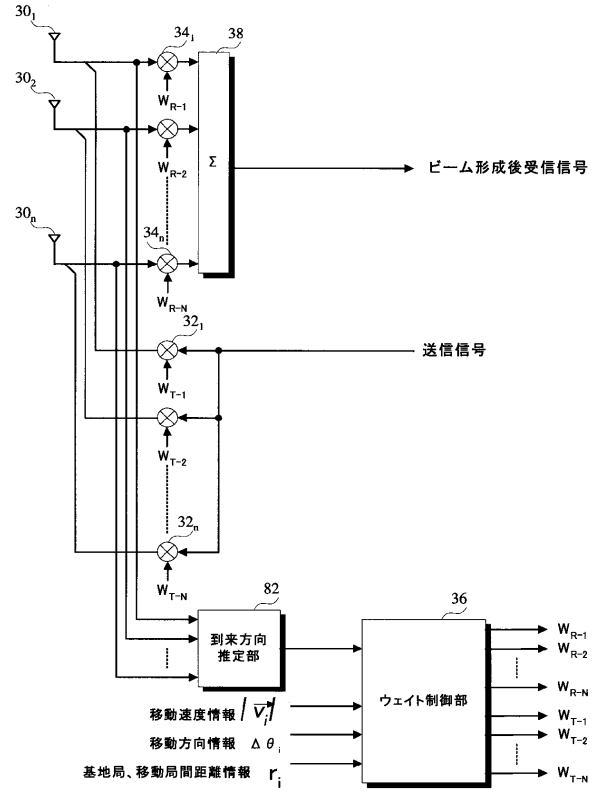 30₁
34₁
38
W_R-1
30₂
W_R-2
Σ
ビーム形成後受信信号
30ₙ
34ₙ
W_R-N
32₁
送信信号
W_T-1
W_T-2
32ₙ
W_T-N
82
36
到来方向
推定部
ウェイト制御部
W_R-1
W_R-2
W_R-N
W_T-1
W_T-2
W_T-N
移動速度情報 |v⃗ᵢ|
移動方向情報 Δθᵢ
基地局、移動局間距離情報 rᵢ